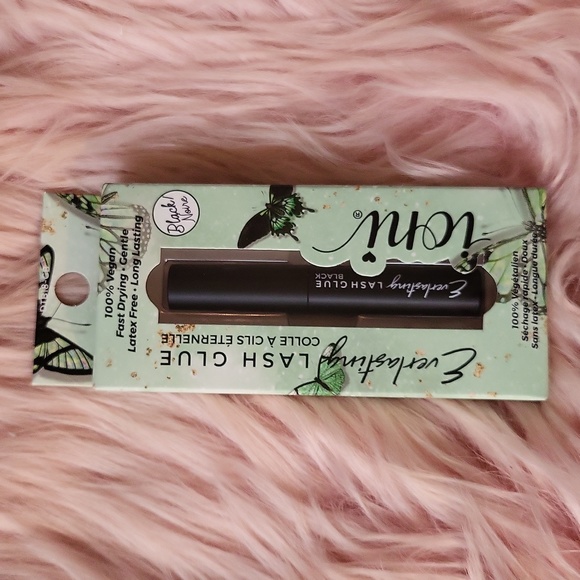 ioni®
100% Vegan
Fast Drying • Gentle
Latex Free • Long Lasting
Black
Noire
Everlasting
LASH GLUE
BLACK
100% Végétalien
Séchage rapide • Doux
Sans latex • Longue durée
Everlasting LASH GLUE
COLLE À CILS ÉTERNELLE